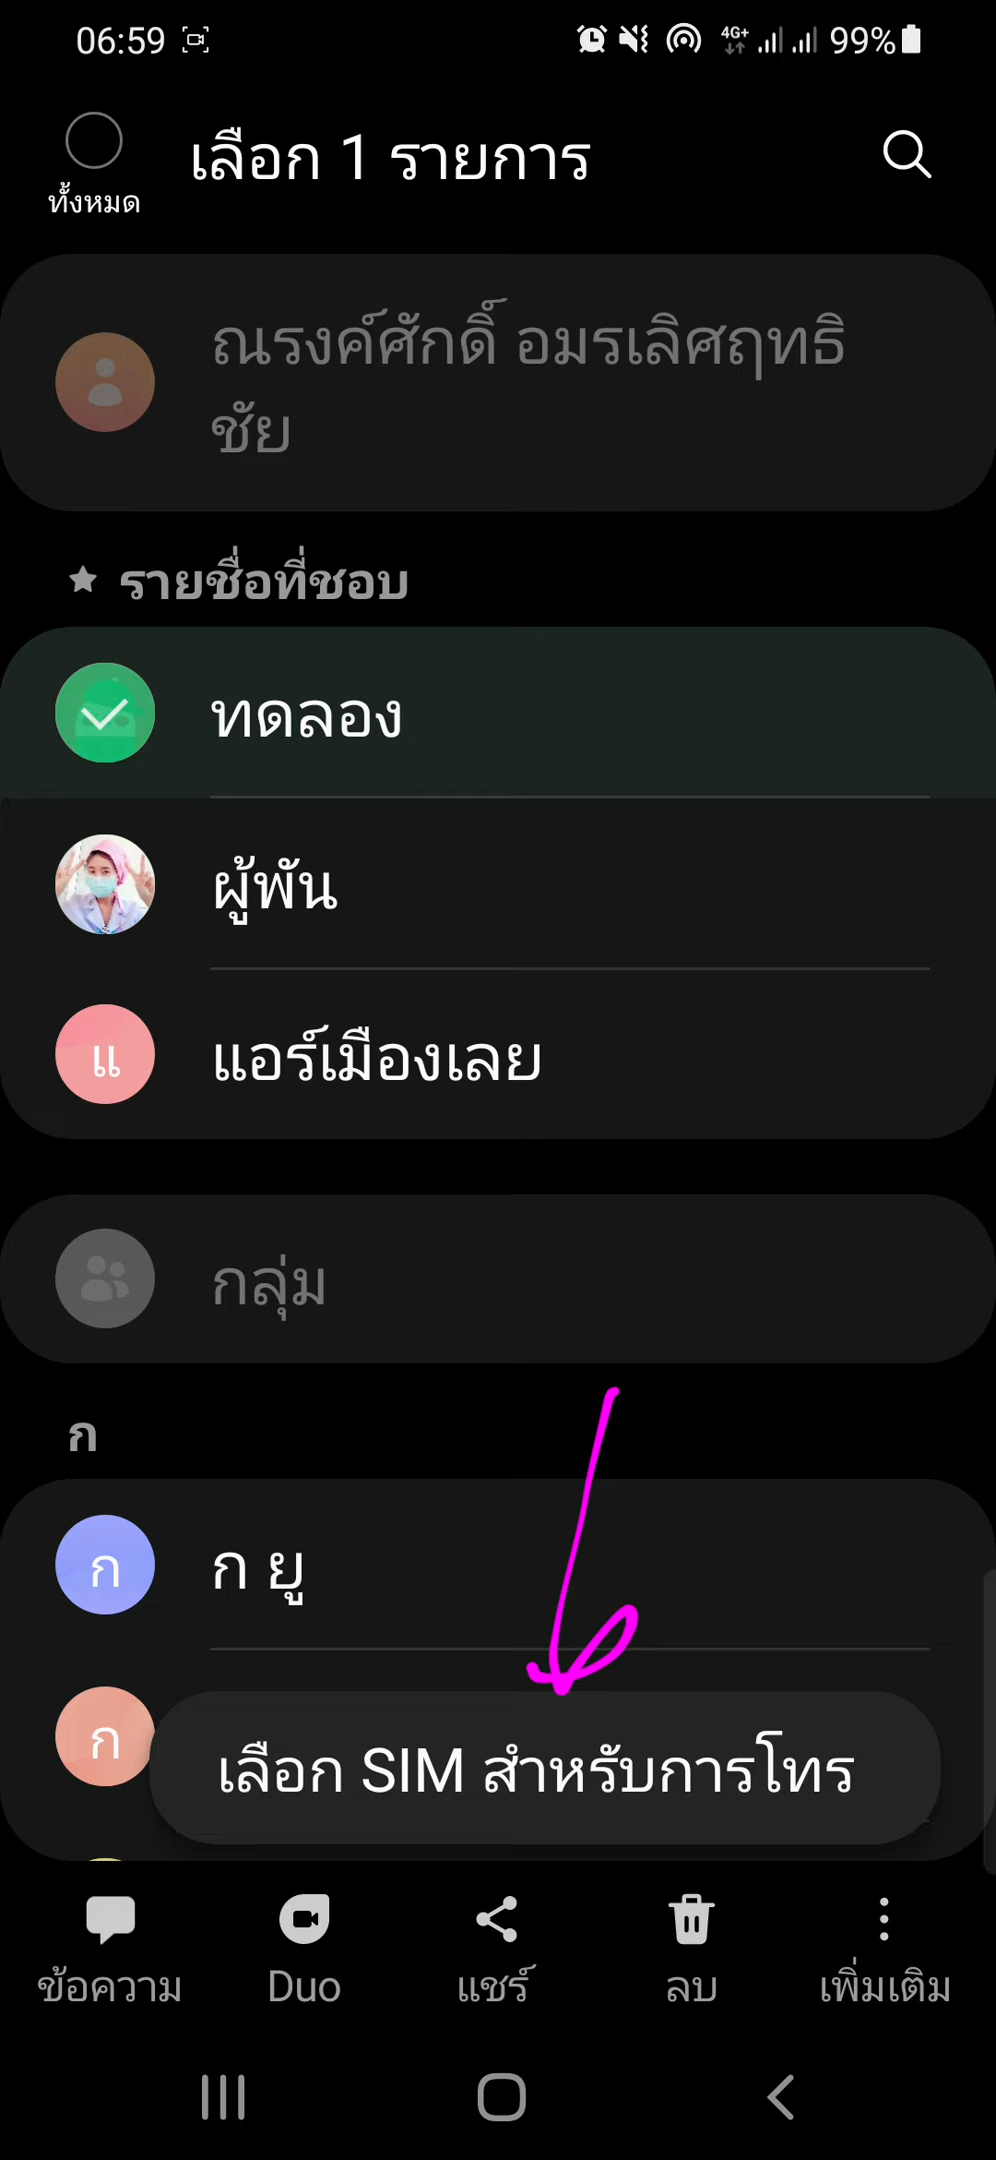 06:59
4G+ 99%
ทั้งหมด
เลือก 1 รายการ
ณรงค์ศักดิ์ อมรเลิศฤทธิ
ชัย
รายชื่อที่ชอบ
ทดลอง
ผู้พัน
แ
แอร์เมืองเลย
กลุ่ม
ก
ก
ก ยู
ก
เลือก SIM สำหรับการโทร
ข้อความ
Duo
แชร์
ลบ
เพิ่มเติม